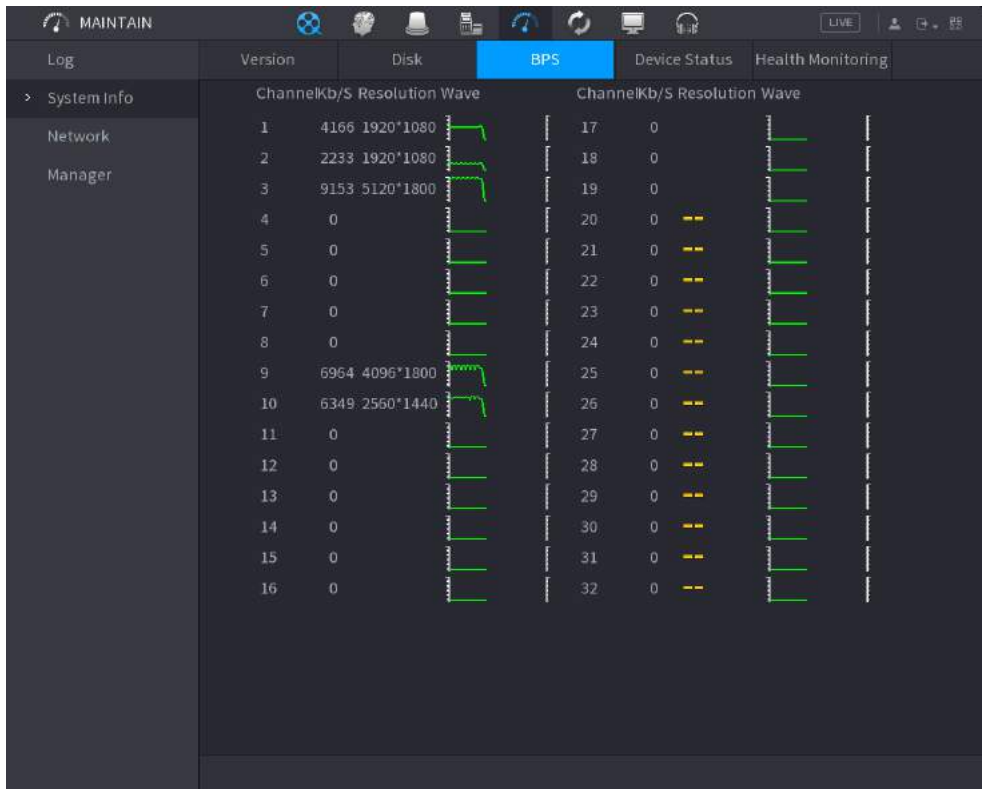 MAINTAIN LIVE
Log Version Disk BPS Device Status Health Monitoring
> System Info
Network
Manager
ChannelKb/S Resolution Wave ChannelKb/S Resolution Wave
1 4166 1920*1080 17 0
2 2233 1920*1080 18 0
3 9153 5120*1800 19 0
4 0 20 0 --
5 0 21 0 --
6 0 22 0 --
7 0 23 0 --
8 0 24 0 --
9 6964 4096*1800 25 0 --
10 6349 2560*1440 26 0 --
11 0 27 0 --
12 0 28 0 --
13 0 29 0 --
14 0 30 0 --
15 0 31 0 --
16 0 32 0 --